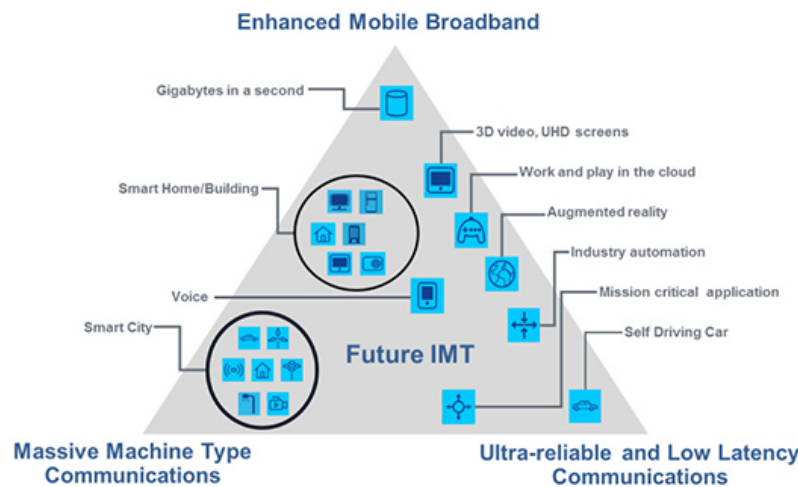 Enhanced Mobile Broadband
Gigabytes in a second
3D video, UHD screens
Work and play in the cloud
Smart Home/Building
Augmented reality
Industry automation
Mission critical application
Voice
Smart City
Self Driving Car
Future IMT
Massive Machine Type
Communications
Ultra-reliable and Low Latency
Communications